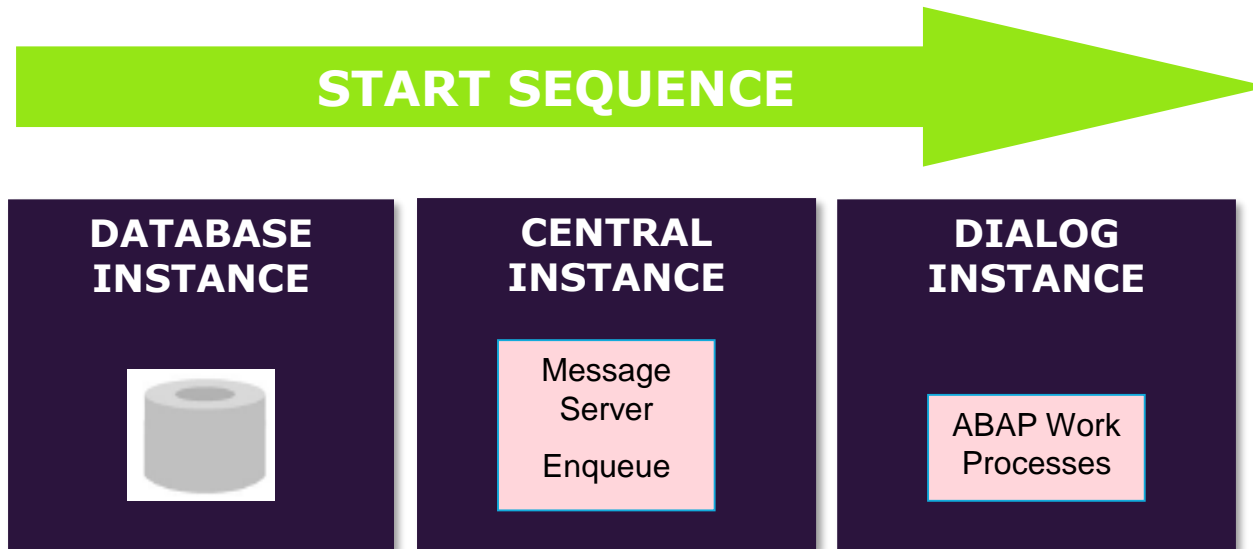 START SEQUENCE
DATABASE
INSTANCE
CENTRAL
INSTANCE
Message
Server
Enqueue
DIALOG
INSTANCE
ABAP Work
Processes